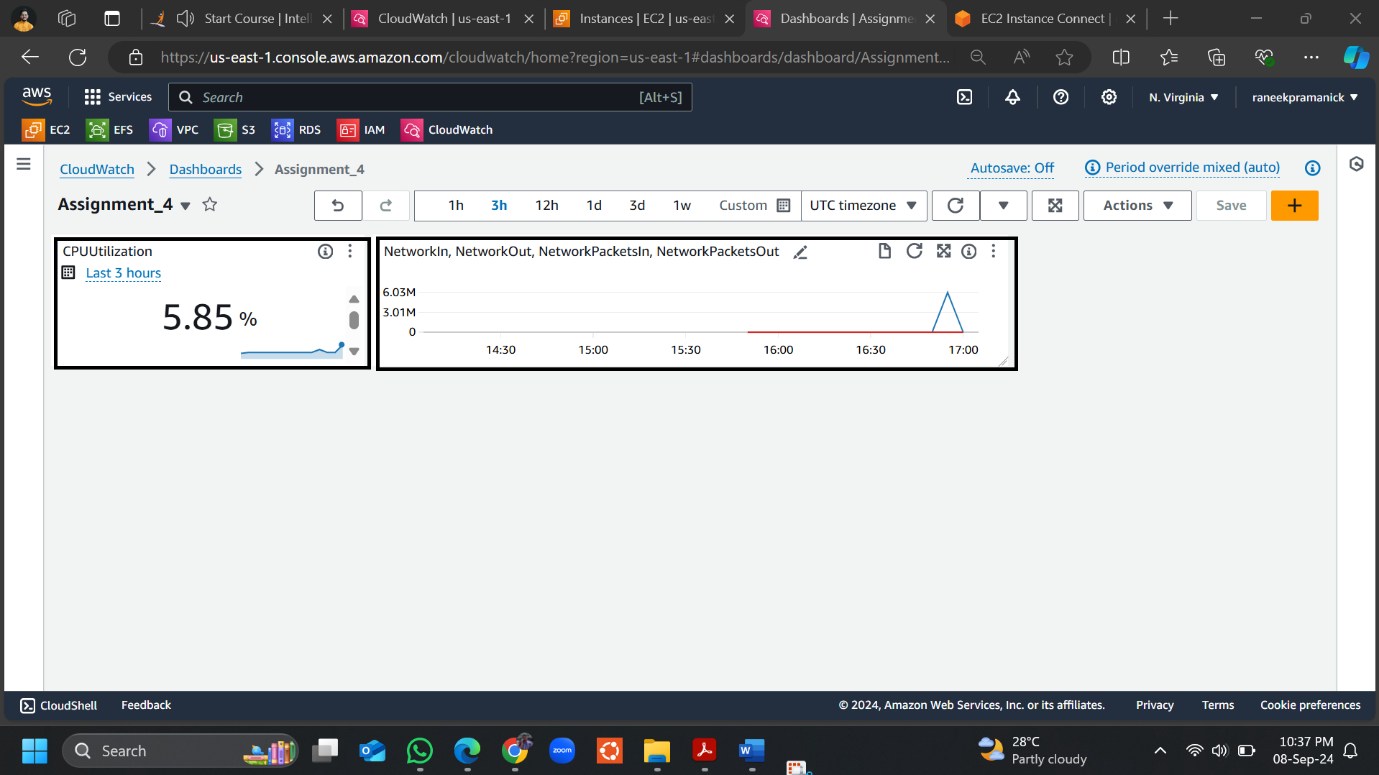 Start Course | Intel
CloudWatch | us-east-1
Instances | EC2 | us-east
Dashboards | Assignme
EC2 Instance Connect |
https://us-east-1.console.aws.amazon.com/cloudwatch/home?region=us-east-1#dashboards/dashboard/Assignment...
aws
Services
Search
[Alt+S]
N. Virginia
raneekpramanick
EC2
EFS
VPC
S3
RDS
IAM
CloudWatch
CloudWatch
Dashboards
Assignment_4
Autosave: Off
Period override mixed (auto)
Assignment_4
1h
3h
12h
1d
3d
1w
Custom
UTC timezone
Actions
Save
CPUUtilization
Last 3 hours
5.85 %
NetworkIn, NetworkOut, NetworkPacketsIn, NetworkPacketsOut
6.03M
3.01M
0
14:30
15:00
15:30
16:00
16:30
17:00
CloudShell
Feedback
© 2024, Amazon Web Services, Inc. or its affiliates.
Privacy
Terms
Cookie preferences
Search
zoom
28°C
Partly cloudy
10:37 PM
08-Sep-24